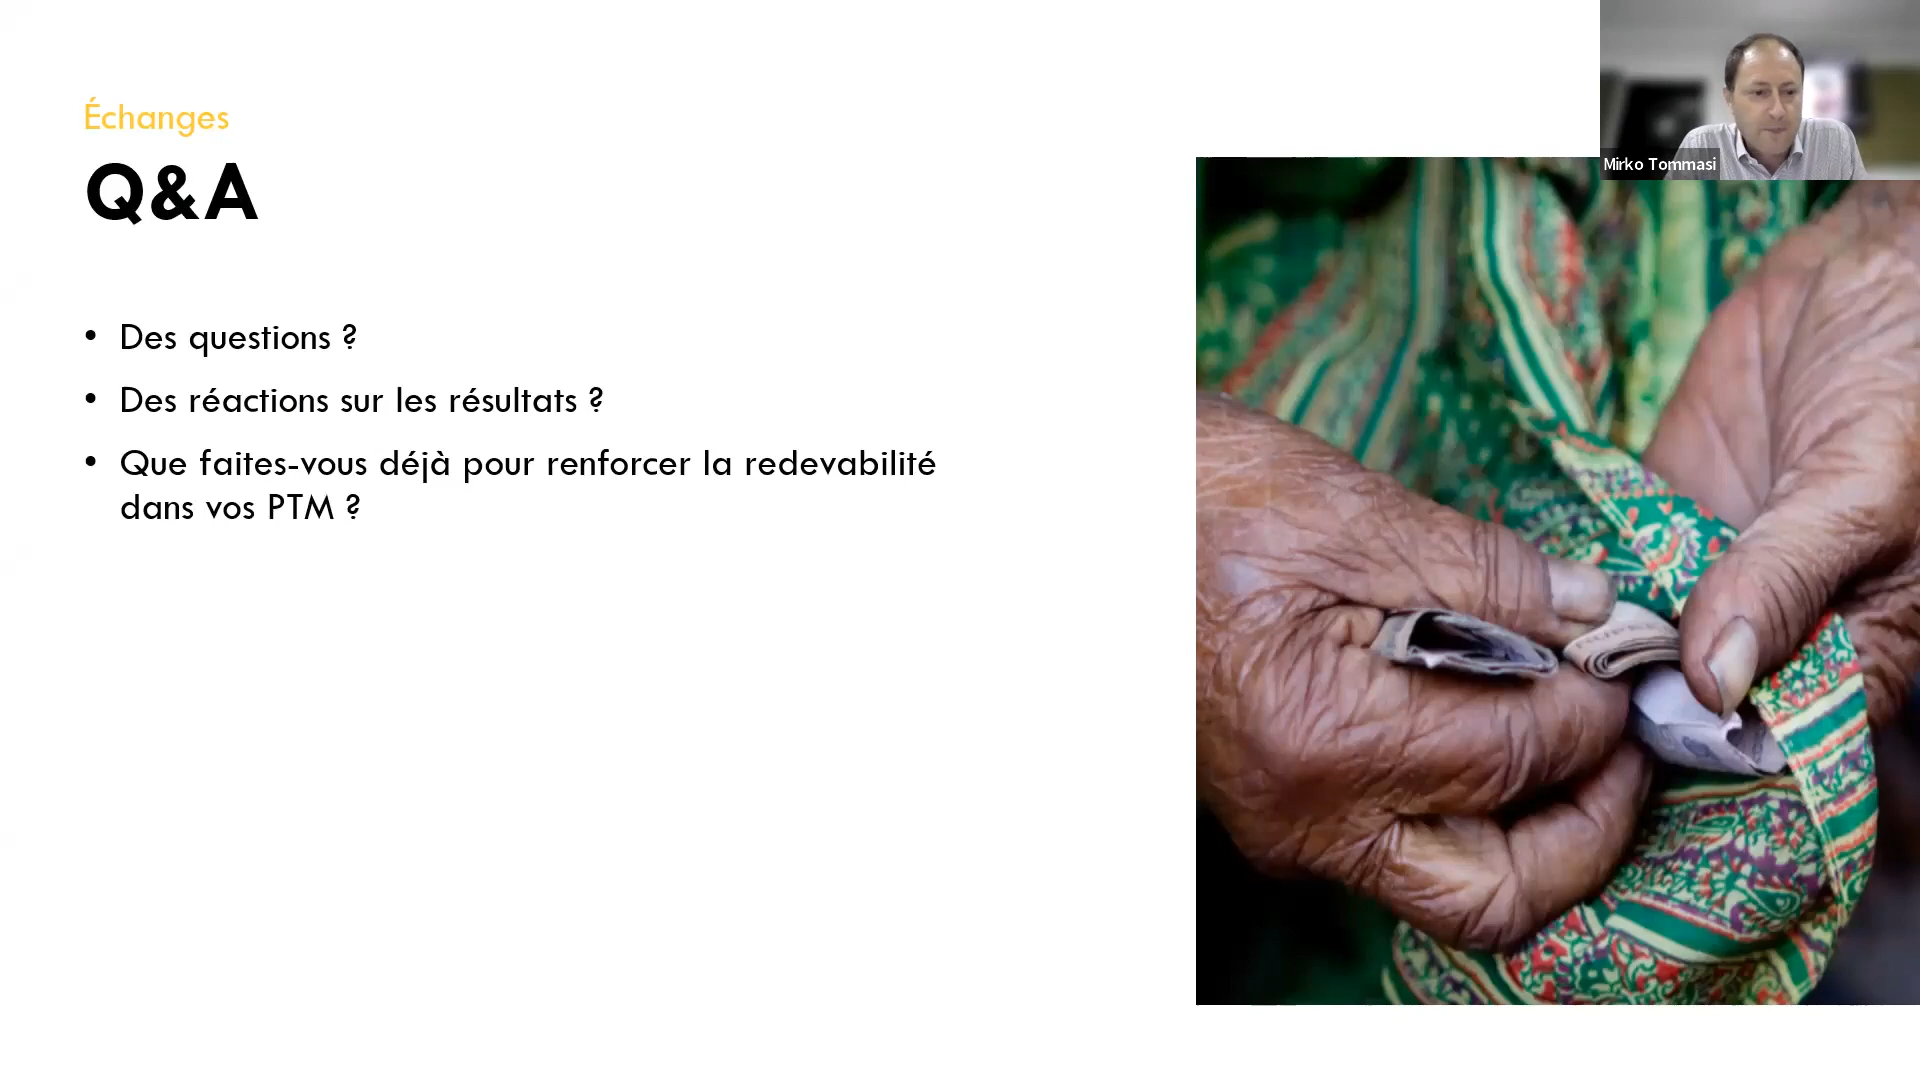 Échanges
Q&A
• Des questions ?
• Des réactions sur les résultats ?
• Que faites-vous déjà pour renforcer la redevabilité
dans vos PTM ?
Mirko Tommasi